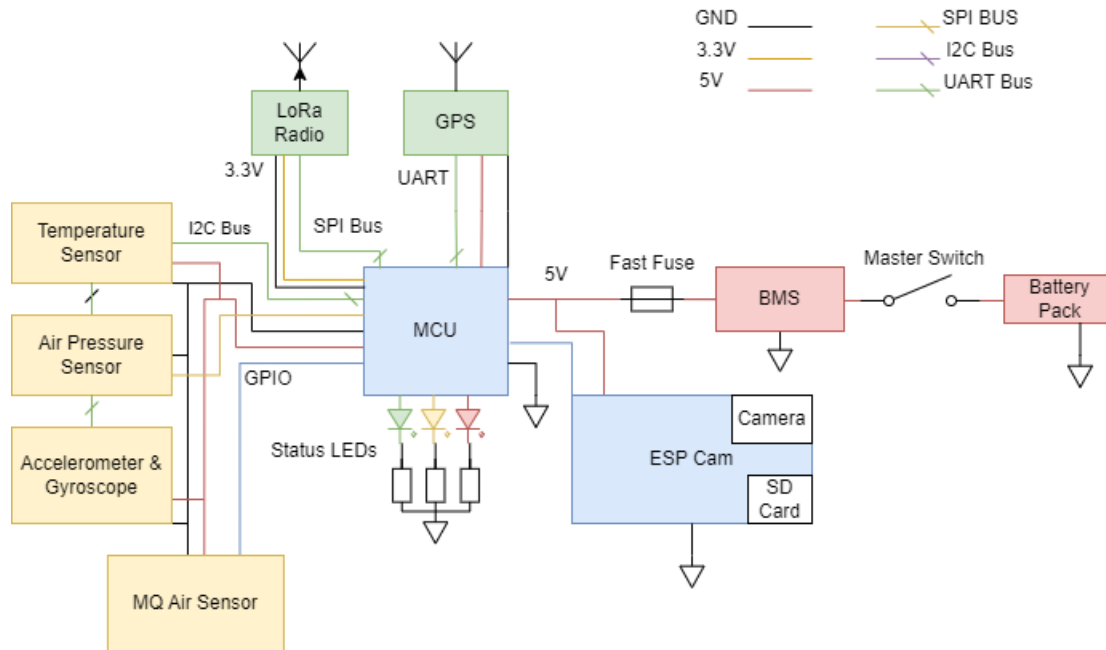 GND
SPI BUS
3.3V
I2C Bus
5V
UART Bus
LoRa
Radio
GPS
3.3V
UART
Temperature
Sensor
I2C Bus
SPI Bus
5V
Fast Fuse
Master Switch
BMS
Battery
Pack
MCU
Air Pressure
Sensor
GPIO
Camera
Status LEDs
ESP Cam
Accelerometer &
Gyroscope
SD
Card
MQ Air Sensor